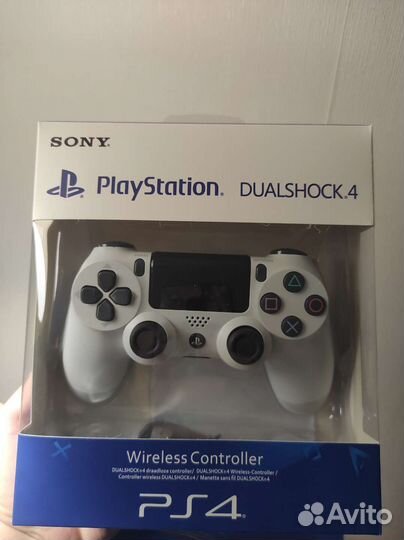 SONY
PlayStation. DUALSHOCK.4
Wireless Controller
DUALSHOCK®4 draadloze controller/ DUALSHOCK®4 Wireless-Controller /
Controller wireless DUALSHOCK®4 / Manette sans fil DUALSHOCK®4
PS4
Avito